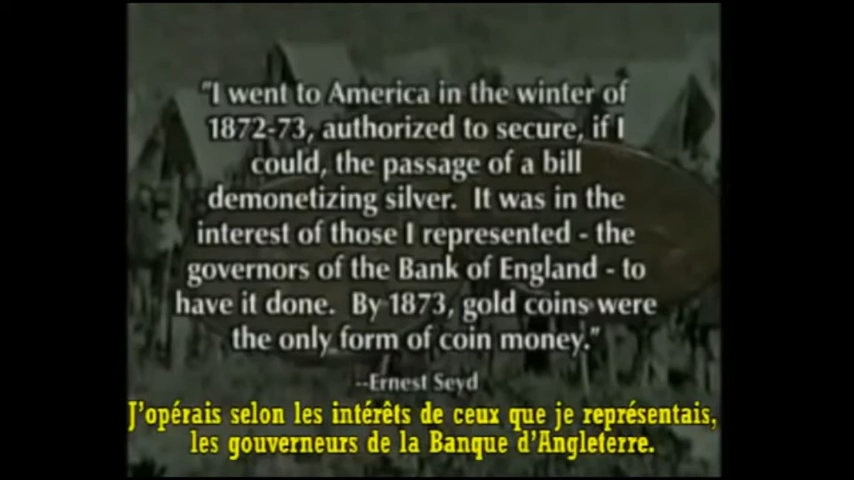 "I went to America in the winter of
1872-73, authorized to secure, if I
could, the passage of a bill
demonetizing silver.  It was in the
interest of those I represented - the
governors of the Bank of England - to
have it done.  By 1873, gold coins were
the only form of coin money."
--Ernest Seyd
J'opérais selon les intérêts de ceux que je représentais,
les gouverneurs de la Banque d'Angleterre.